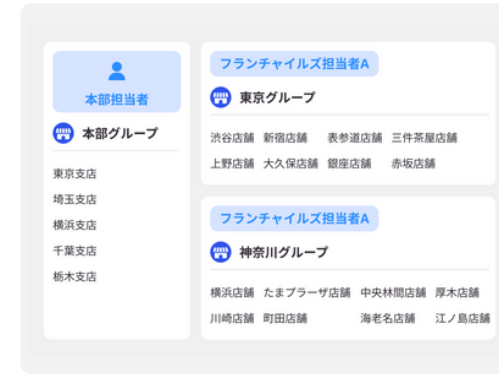 本部担当者
本部グループ
東京支店
埼玉支店
横浜支店
千葉支店
栃木支店
フランチャイルズ担当者A
東京グループ
渋谷店舗 新宿店舗 表参道店舗 三件茶屋店舗
上野店舗 大久保店舗 銀座店舗 赤坂店舗
フランチャイルズ担当者A
神奈川グループ
横浜店舗 たまプラーザ店舗 中央林間店舗 厚木店舗
川崎店舗 町田店舗 海老名店舗 江ノ島店舗